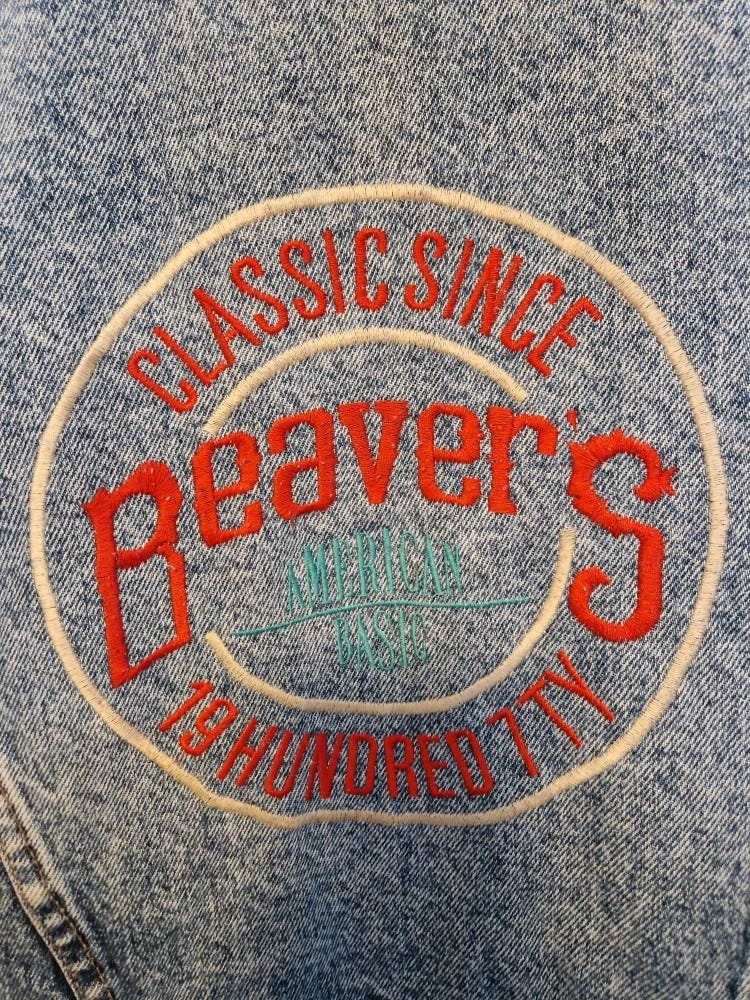 CLASSIC SINCE
Beaver'S
AMERICAN
BASIC
19 HUNDRED 7TY